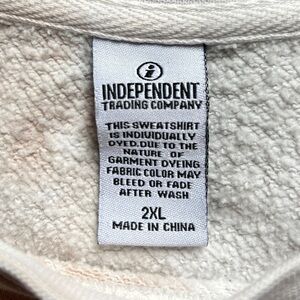 i
INDEPENDENT
TRADING COMPANY
THIS SWEATSHIRT
IS INDIVIDUALLY
DYED.DUE TO THE
NATURE OF
GARMENT DYEING
FABRIC COLOR MAY
BLEED OR FADE
AFTER WASH
2XL
MADE IN CHINA